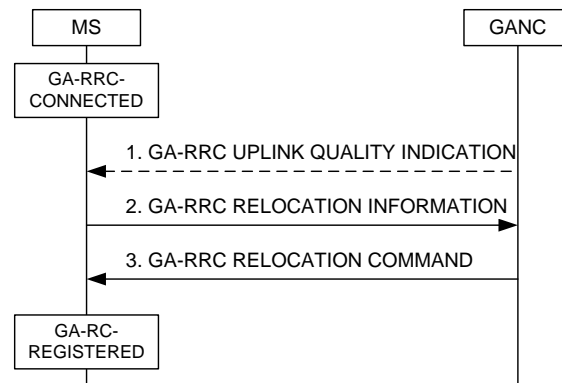 MS
GANC
GA-RRC-
CONNECTED
1. GA-RRC UPLINK QUALITY INDICATION
2. GA-RRC RELOCATION INFORMATION
3. GA-RRC RELOCATION COMMAND
GA-RC-
REGISTERED